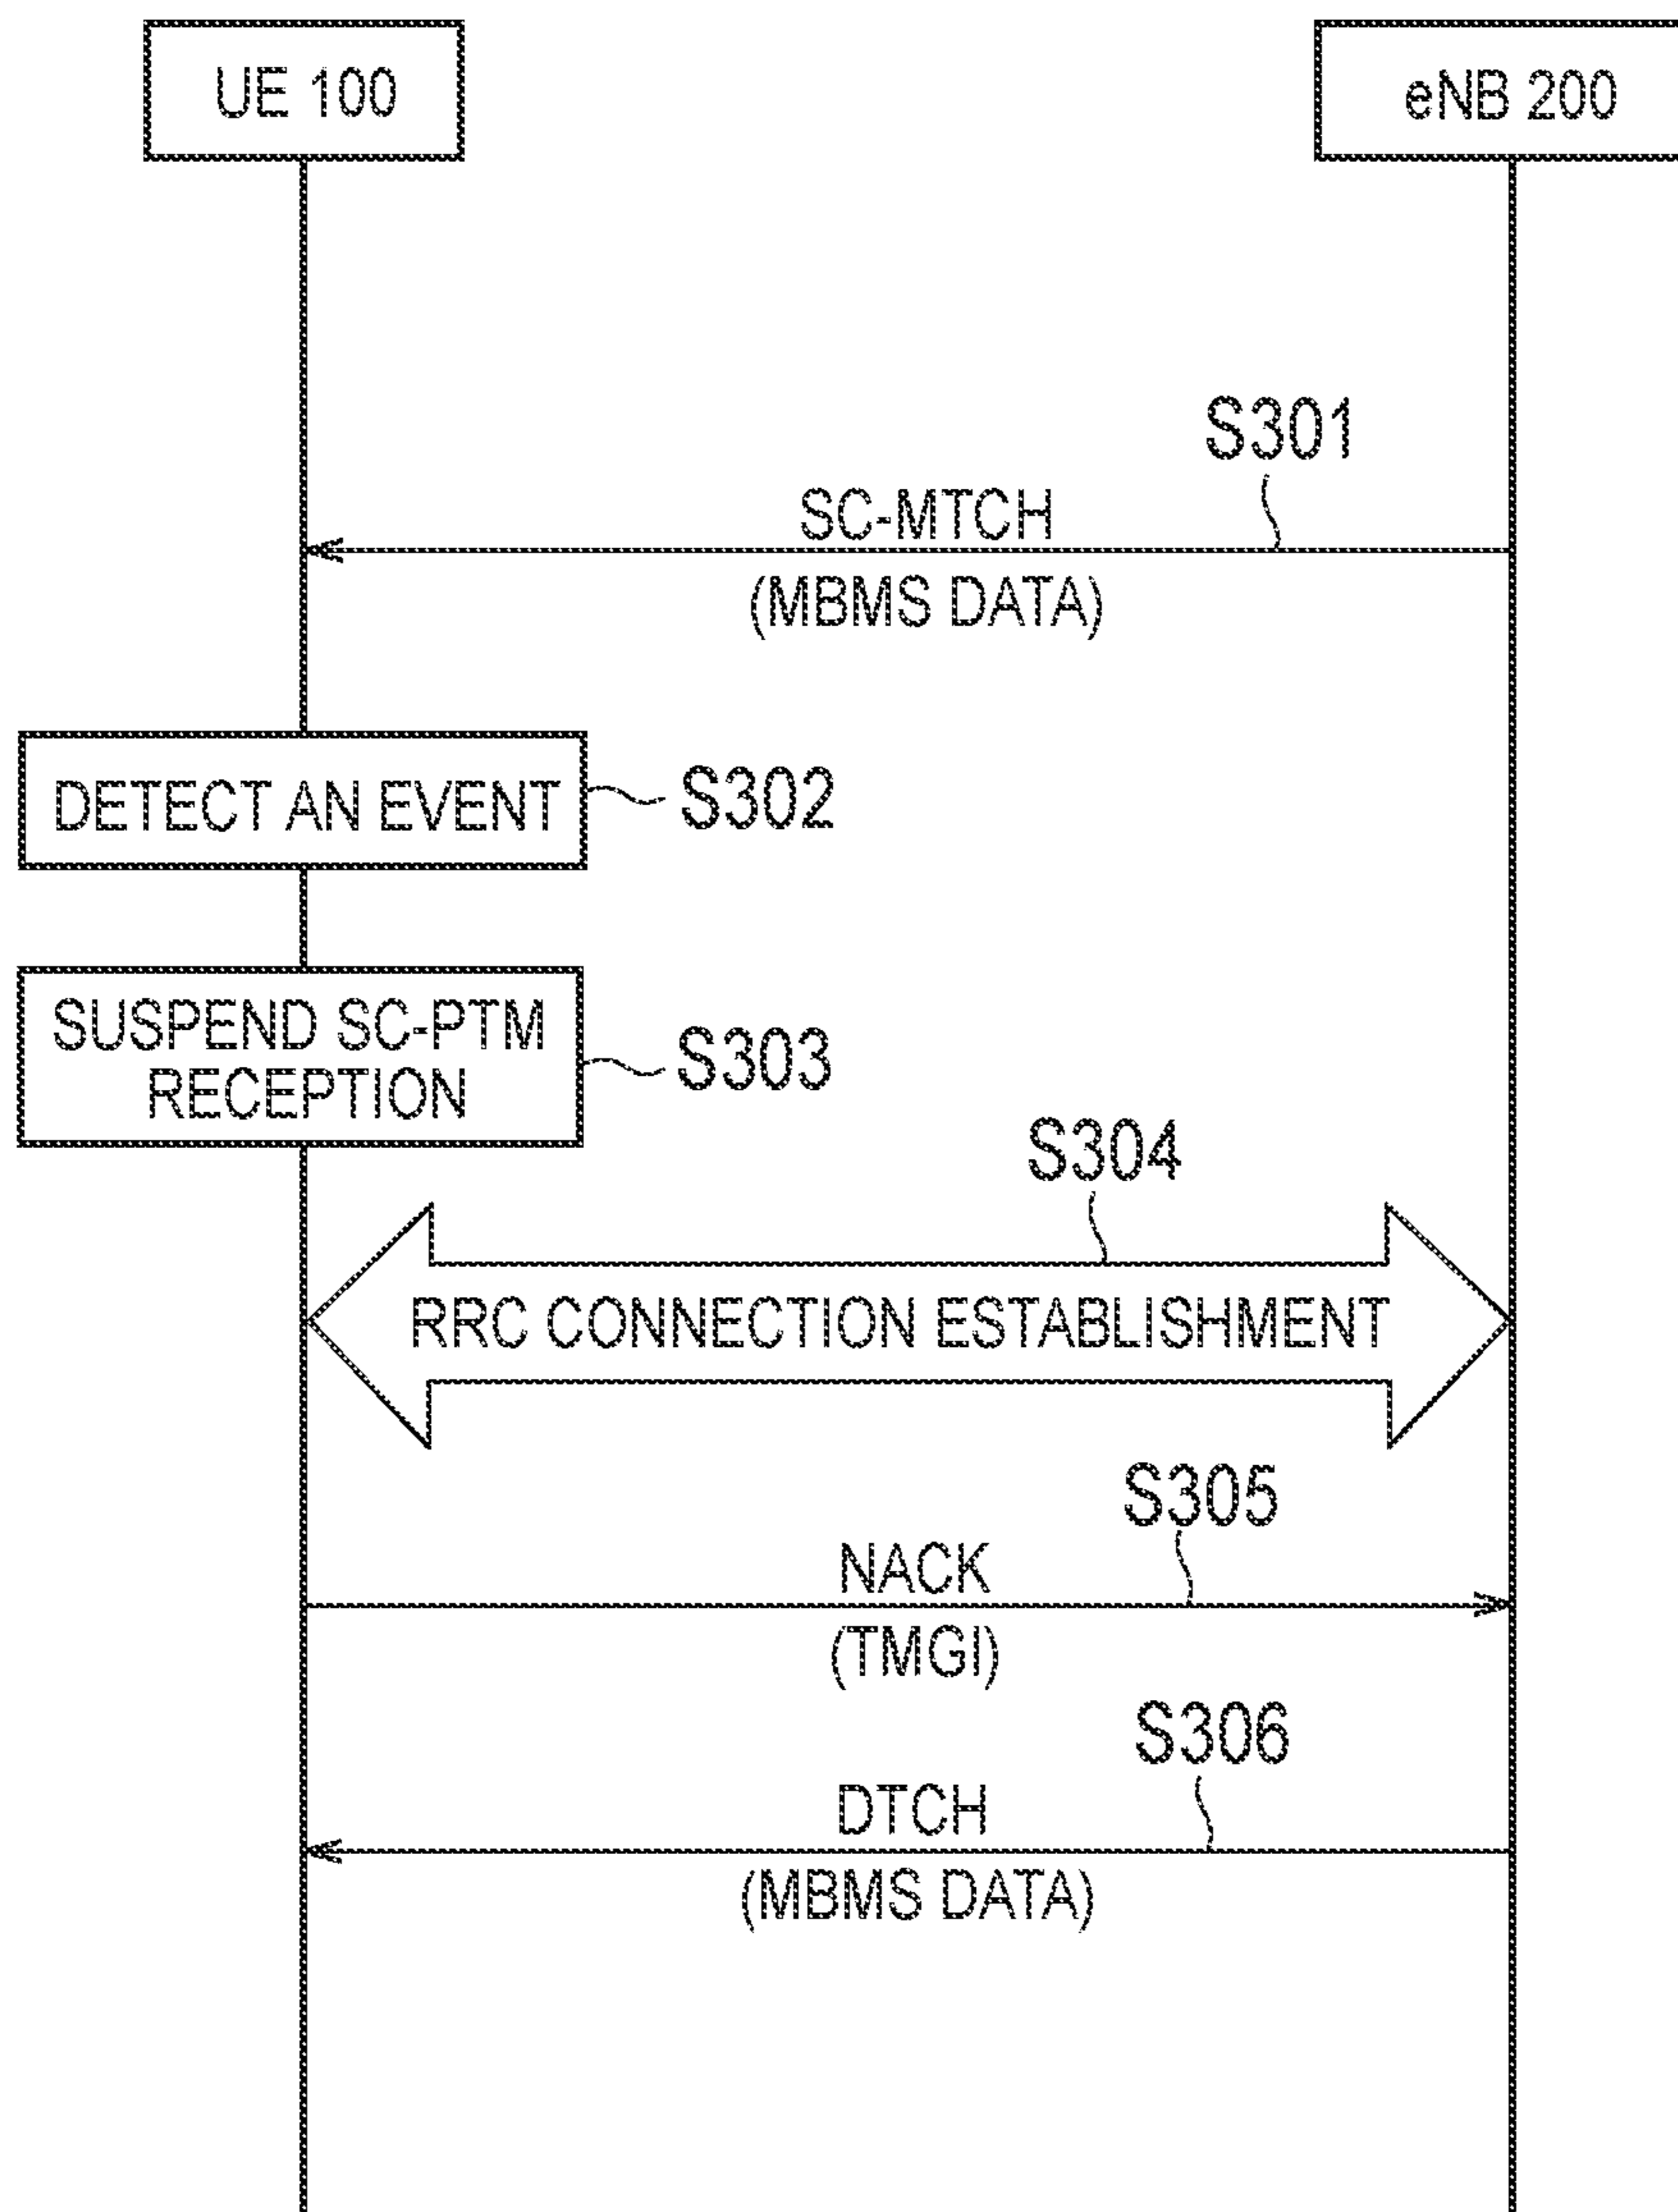 UE 100
eNB 200
S301
SC-MTCH
(MBMS DATA)
DETECT AN EVENT
S302
SUSPEND SC-PTM
RECEPTION
S303
S304
RRC CONNECTION ESTABLISHMENT
S305
NACK
(TMGI)
S306
DTCH
(MBMS DATA)